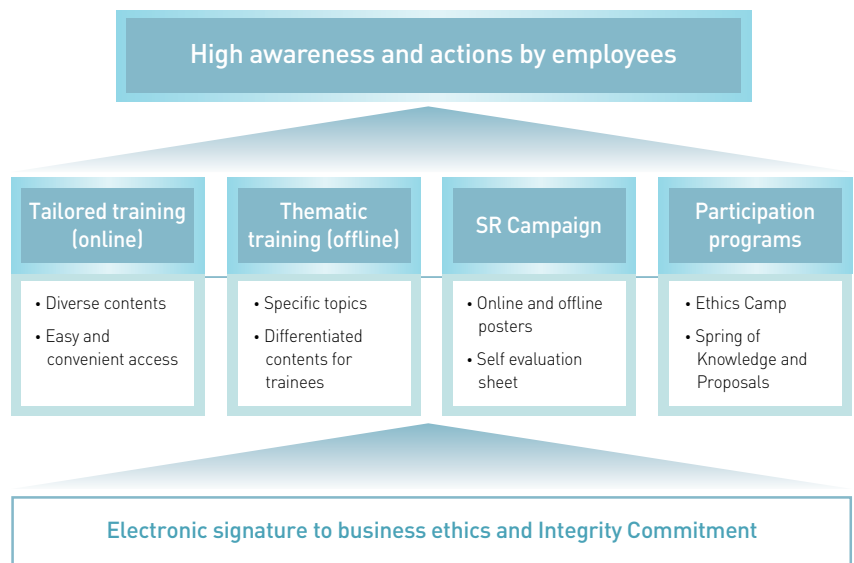 High awareness and actions by employees
Tailored training
(online)
• Diverse contents
• Easy and
convenient access
Thematic
training (offline)
• Specific topics
• Differentiated
contents for
trainees
SR Campaign
• Online and offline
posters
• Self evaluation
sheet
Participation
programs
• Ethics Camp
• Spring of
Knowledge and
Proposals
Electronic signature to business ethics and Integrity Commitment